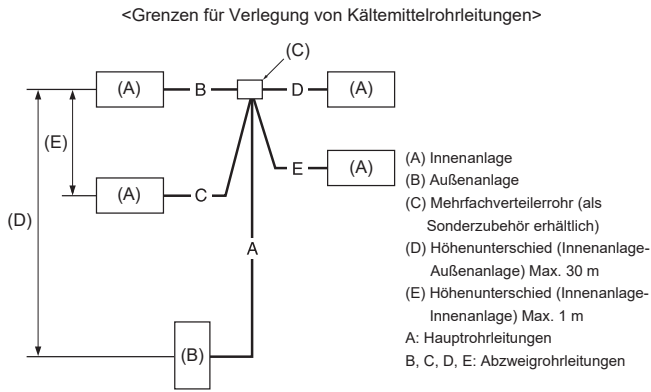 <Grenzen für Verlegung von Kältemittelrohrleitungen>
(C)
(A) B D (A)
(E)
(A) C E (A)
(D)
A
(B)
(A) Innenanlage
(B) Außenanlage
(C) Mehrfachverteilerrohr (als
Sonderzubehör erhältlich)
(D) Höhenunterschied (Innenanlage-
Außenanlage) Max. 30 m
(E) Höhenunterschied (Innenanlage-
Innenanlage) Max. 1 m
A: Hauptrohrleitungen
B, C, D, E: Abzweigrohrleitungen